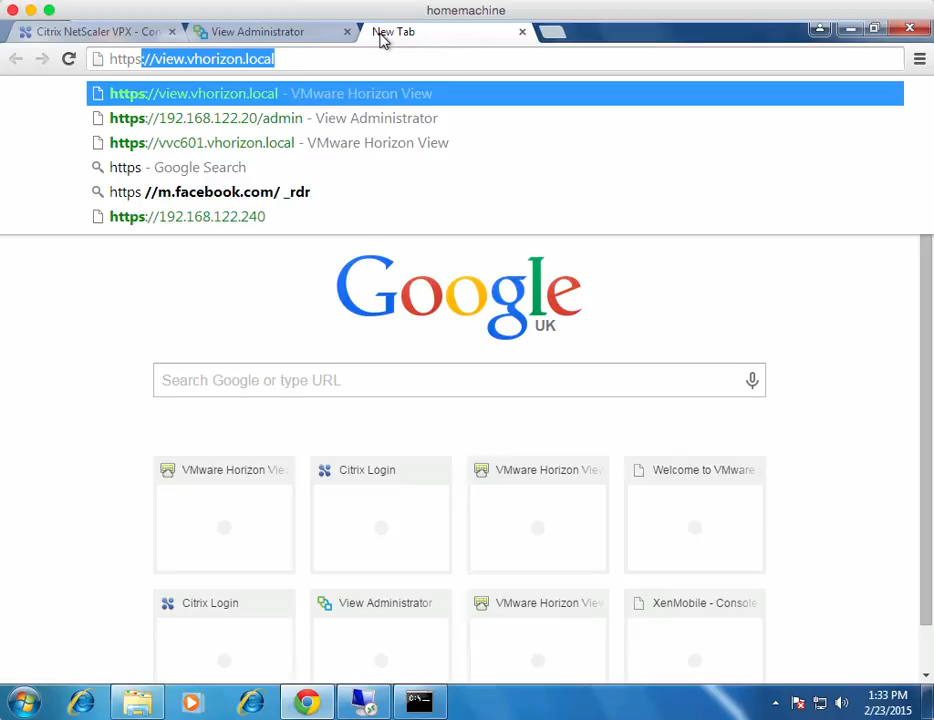 homemachine
Citrix NetScaler VPX - Con
View Administrator
New Tab
https://view.vhorizon.local
https://view.vhorizon.local - VMware Horizon View
https://192.168.122.20/admin - View Administrator
https://vvc601.vhorizon.local - VMware Horizon View
https - Google Search
https //m.facebook.com/ _rdr
https://192.168.122.240
Google
UK
Search Google or type URL
VMware Horizon Vie
Citrix Login
VMware Horizon View
Welcome to VMware
Citrix Login
View Administrator
VMware Horizon View
XenMobile - Console
C:\
1:33 PM
2/23/2015